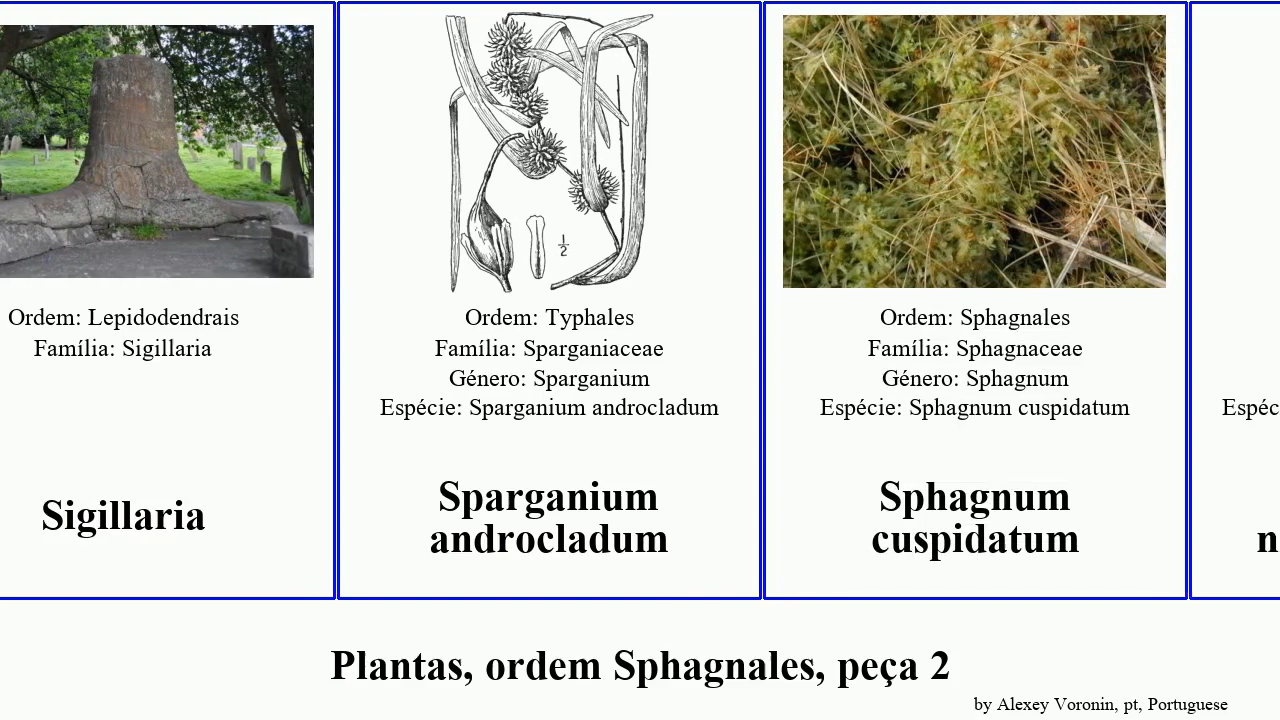 1
2
Ordem: Lepidodendrais
Família: Sigillaria
Sigillaria
Ordem: Typhales
Família: Sparganiaceae
Género: Sparganium
Espécie: Sparganium androcladum
Sparganium
androcladum
Ordem: Sphagnales
Família: Sphagnaceae
Género: Sphagnum
Espécie: Sphagnum cuspidatum
Sphagnum
cuspidatum
Plantas, ordem Sphagnales, peça 2
by Alexey Voronin, pt, Portuguese